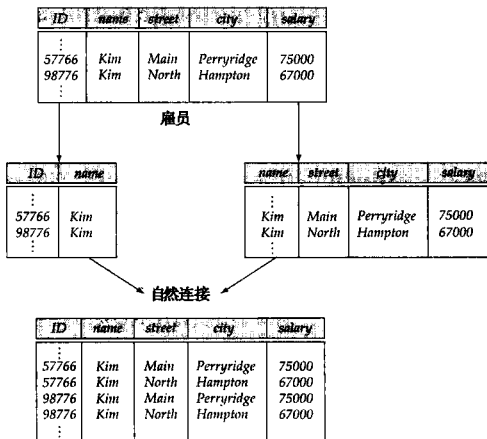 ID name street city salary
⋮
57766 Kim Main Perryridge 75000
98776 Kim North Hampton 67000
⋮
雇员
ID name
⋮
57766 Kim
98776 Kim
⋮
name street city salary
⋮
Kim Main Perryridge 75000
Kim North Hampton 67000
⋮
自然连接
ID name street city salary
⋮
57766 Kim Main Perryridge 75000
57766 Kim North Hampton 67000
98776 Kim Main Perryridge 75000
98776 Kim North Hampton 67000
⋮